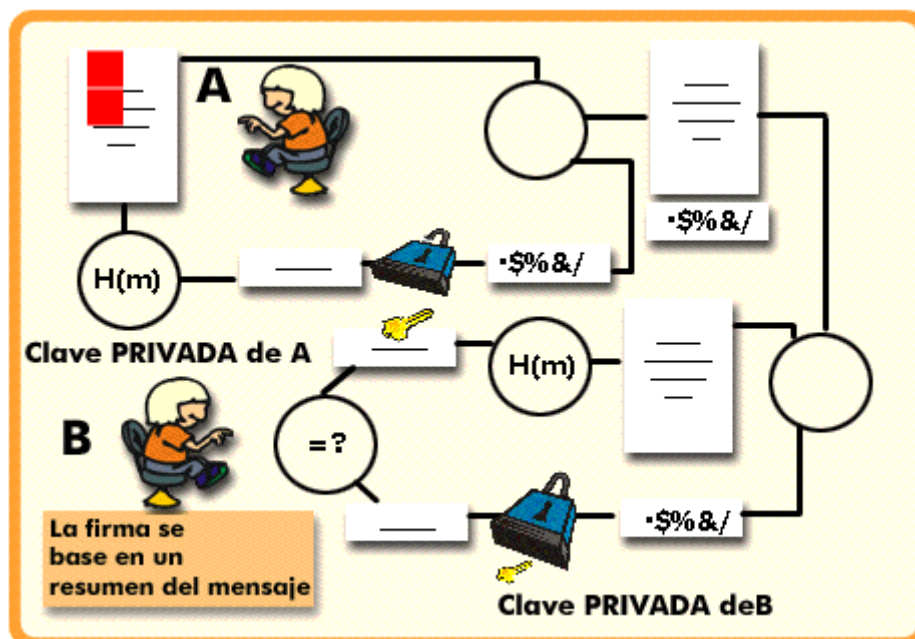 A
·$%&/
H(m)
·$%&/
Clave PRIVADA de A
H(m)
B
=?
La firma se
base en un
resumen del mensaje
·$%&/
Clave PRIVADA deB